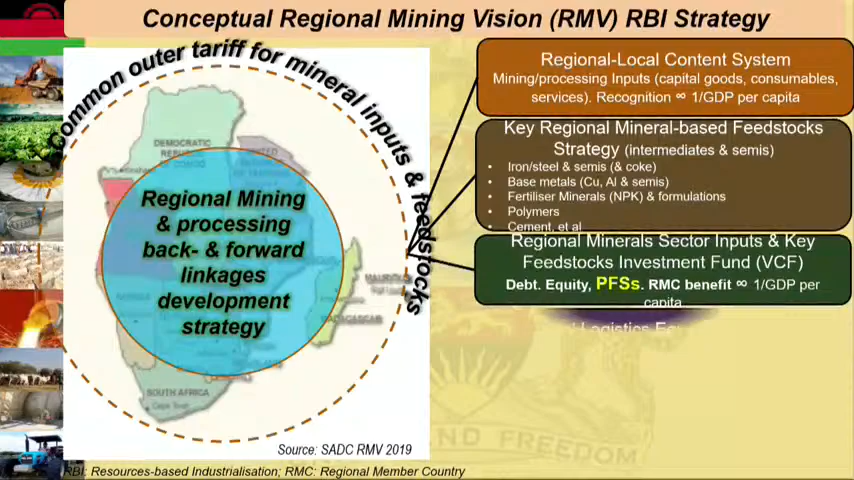 Conceptual Regional Mining Vision (RMV) RBI Strategy
Common outer tariff for mineral inputs & feedstocks
DEMOCRATIC
Regional Mining
& processing
back- & forward
linkages
development
strategy
MADAGASCAR
SOUTH AFRICA
Cape Town
Source: SADC RMV 2019
Regional-Local Content System
Mining/processing Inputs (capital goods, consumables,
services). Recognition ∞ 1/GDP per capita
Key Regional Mineral-based Feedstocks
Strategy (intermediates & semis)
• Iron/steel & semis (& coke)
• Base metals (Cu, Al & semis)
• Fertiliser Minerals (NPK) & formulations
• Polymers
• Cement, et al
Regional Minerals Sector Inputs & Key
Feedstocks Investment Fund (VCF)
Debt. Equity, PFSs. RMC benefit ∞ 1/GDP per
capita
AND FREEDOM
RBI: Resources-based Industrialisation; RMC: Regional Member Country